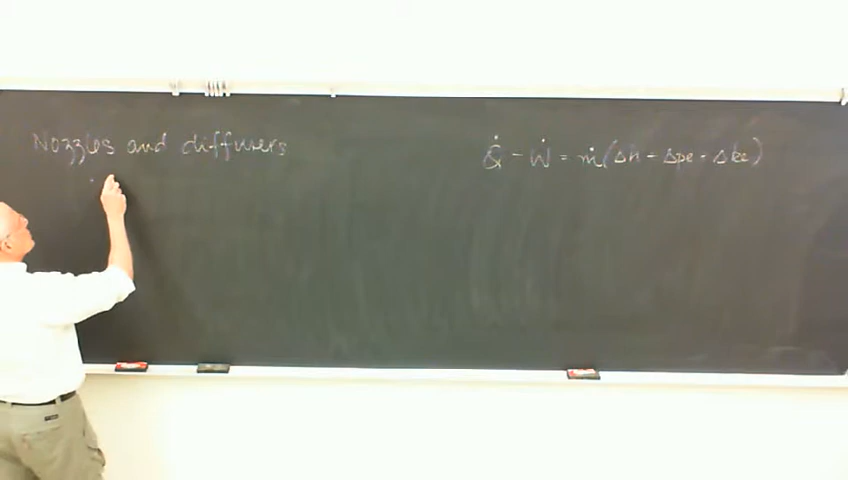 Nozzles and diffusers
Q̇ - Ẇ = ṁ(Δh - Δpe - Δke)